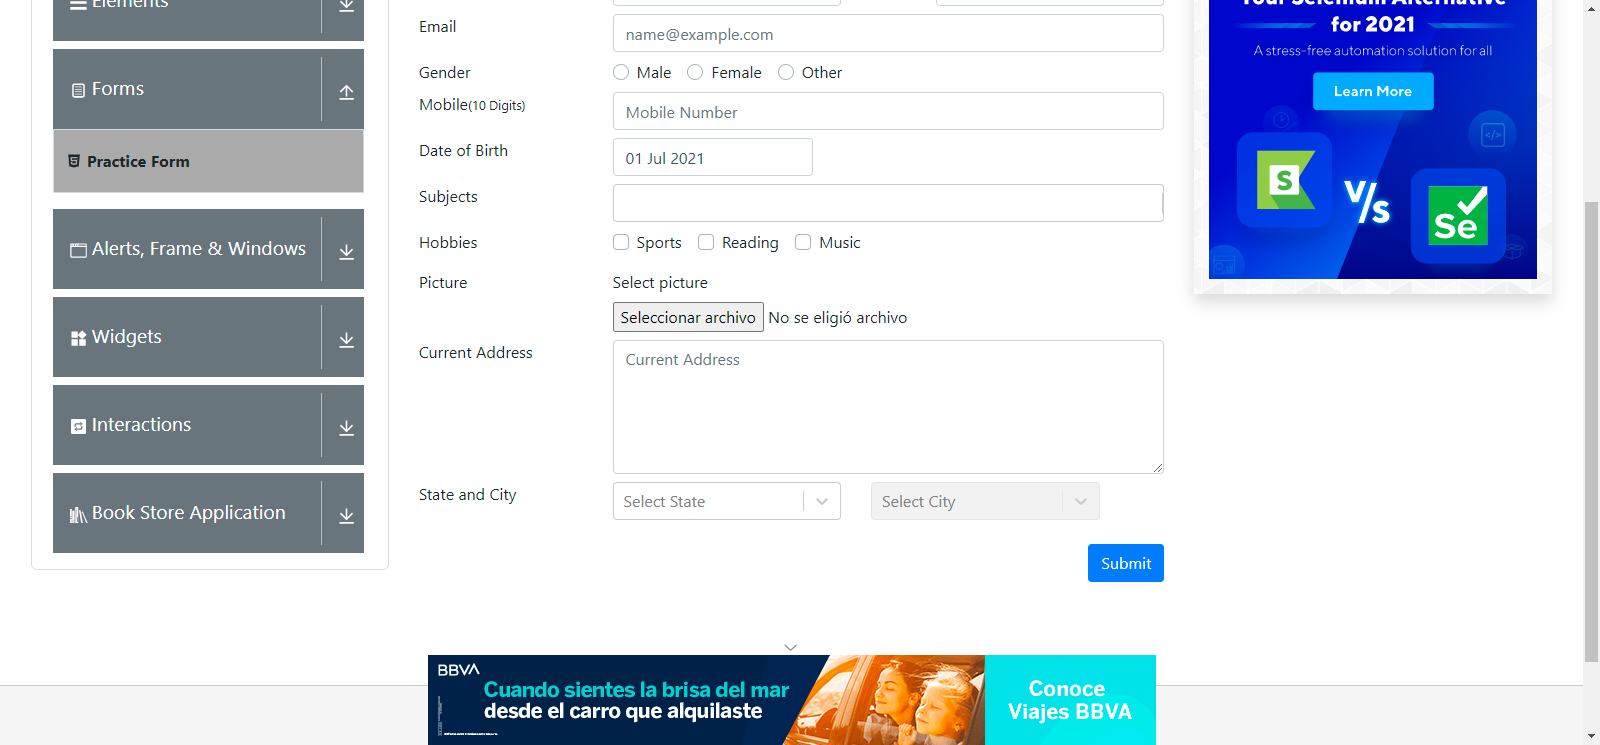 Elements
Forms
Practice Form
Alerts, Frame & Windows
Widgets
Interactions
Book Store Application
Email
name@example.com
Gender
Male Female Other
Mobile(10 Digits)
Mobile Number
Date of Birth
01 Jul 2021
Subjects
Hobbies
Sports Reading Music
Picture
Select picture
Seleccionar archivo No se eligió archivo
Current Address
Current Address
State and City
Select State
Select City
Submit
Your Selenium Alternative
for 2021
A stress-free automation solution for all
Learn More
S
V/s
Se
BBVA
Cuando sientes la brisa del mar
desde el carro que alquilaste
Conoce
Viajes BBVA